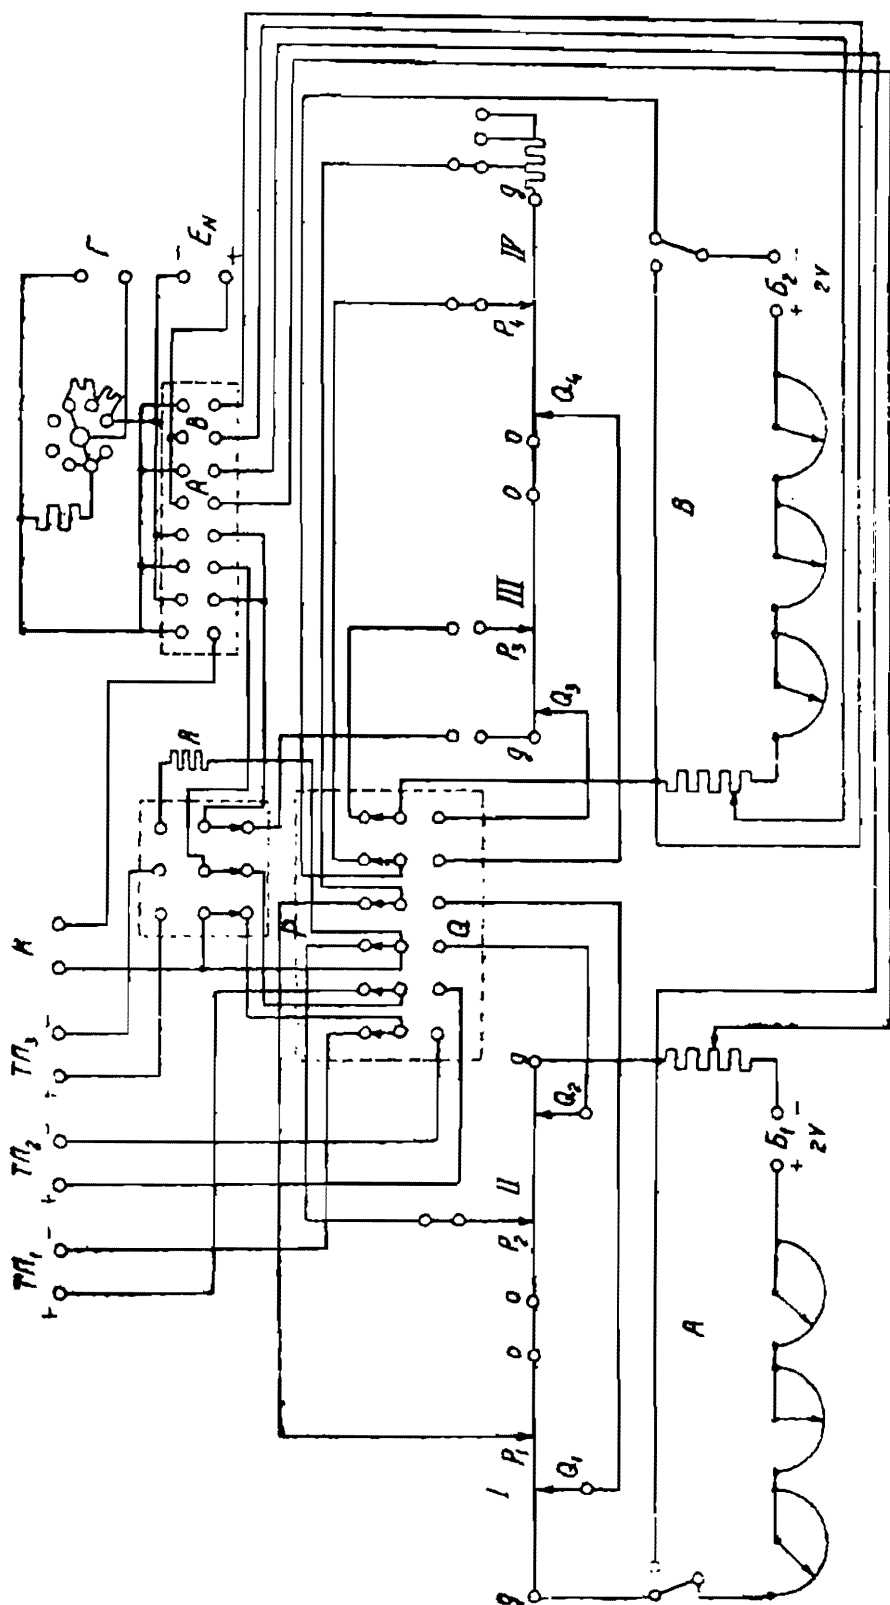 ТП₁ + −
ТП₂ + −
ТП₃ + −
И
Г
− E_N +
A B
R
P
Q
I
g
P₁
Q₁
O
O
II
P₂
Q₂
g
III
g
P₃
Q₃
O
O
IV
P₄
Q₄
g
A
+ Б₁ −
2V
B
+ Б₂ −
2V